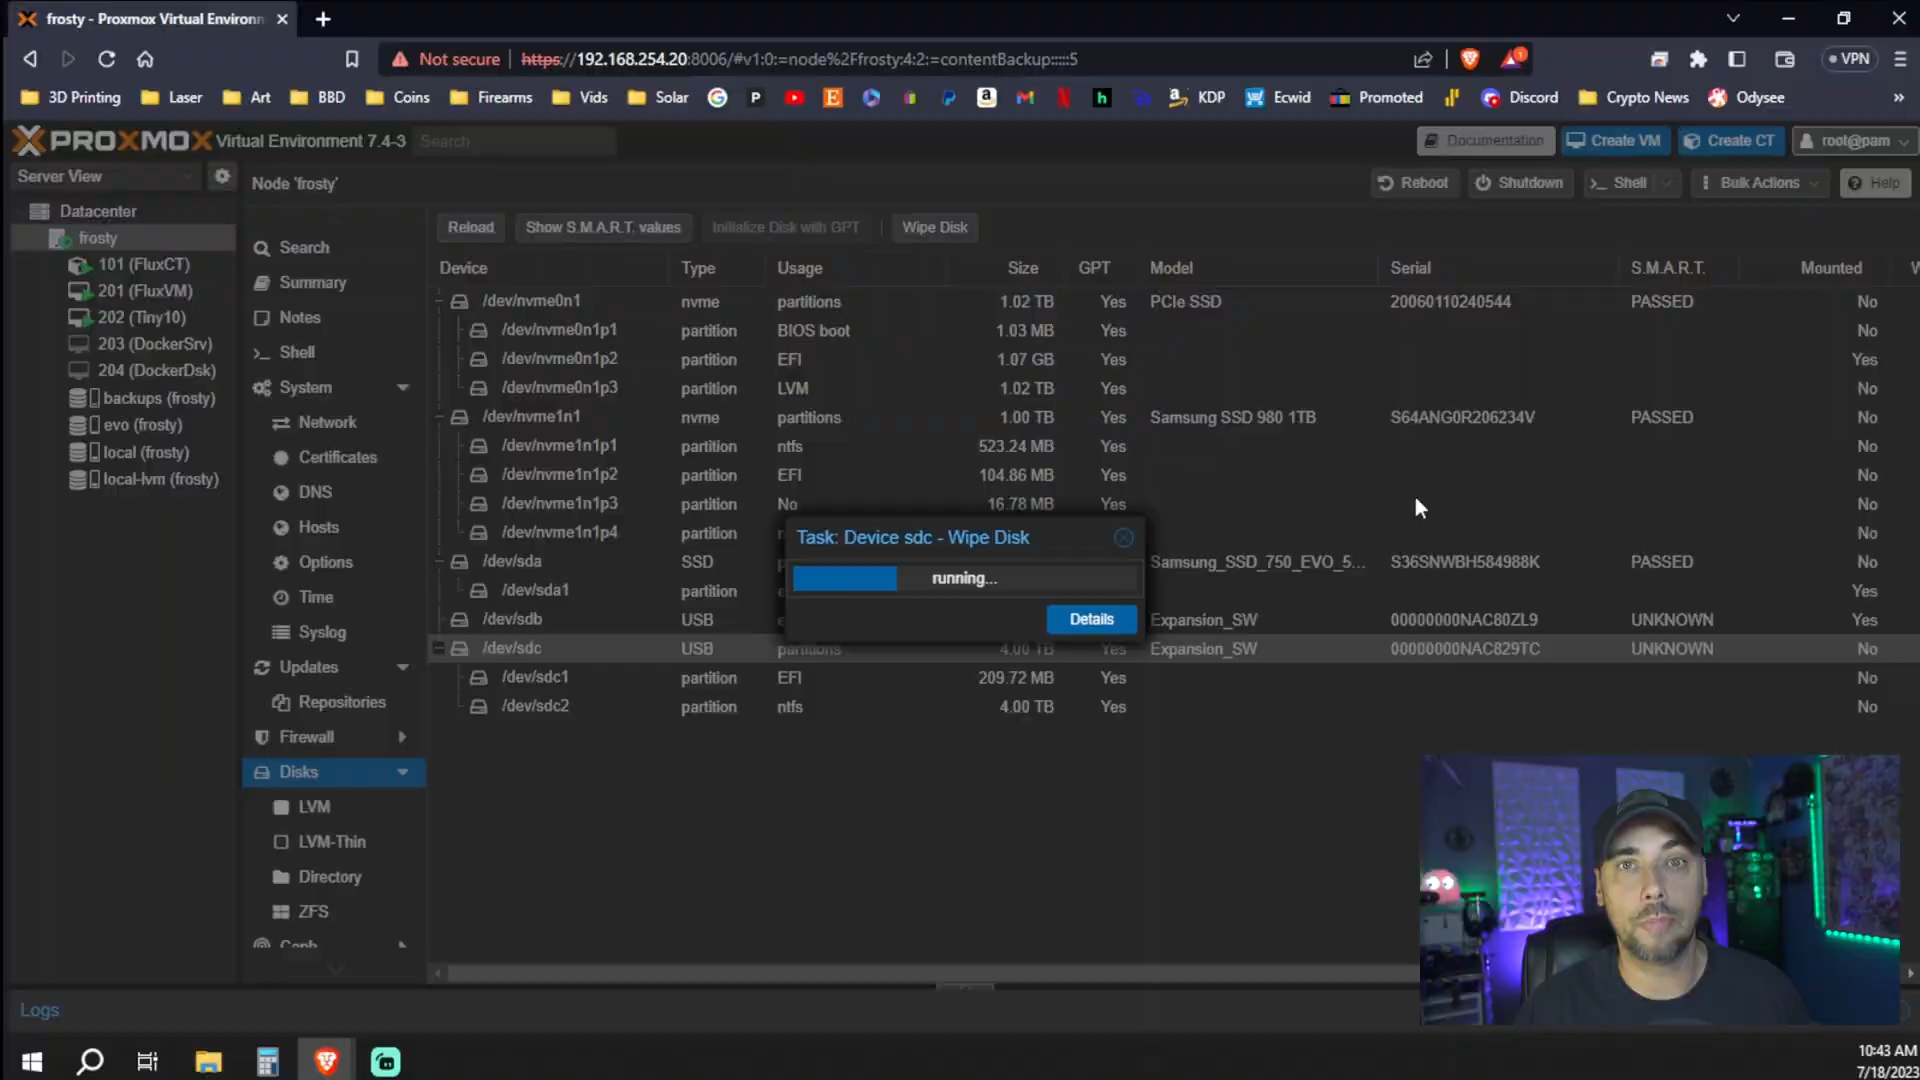 frosty - Proxmox Virtual Environm
Not secure https://192.168.254.20:8006/#v1:0:=node%2Ffrosty:4:2:=contentBackup:::::5
VPN
3D Printing Laser Art BBD Coins Firearms Vids Solar KDP Ecwid Promoted Discord Crypto News Odysee »
PROXMOX Virtual Environment 7.4-3 Search Documentation Create VM Create CT root@pam
Server View Node 'frosty' Reboot Shutdown Shell Bulk Actions Help
Datacenter
frosty
101 (FluxCT)
201 (FluxVM)
202 (Tiny10)
203 (DockerSrv)
204 (DockerDsk)
backups (frosty)
evo (frosty)
local (frosty)
local-lvm (frosty)
Search
Summary
Notes
Shell
System
Network
Certificates
DNS
Hosts
Options
Time
Syslog
Updates
Repositories
Firewall
Disks
LVM
LVM-Thin
Directory
ZFS
Ceph
Reload Show S.M.A.R.T. values Initialize Disk with GPT Wipe Disk
Device Type Usage Size GPT Model Serial S.M.A.R.T. Mounted W
/dev/nvme0n1 nvme partitions 1.02 TB Yes PCIe SSD 20060110240544 PASSED No
/dev/nvme0n1p1 partition BIOS boot 1.03 MB Yes No
/dev/nvme0n1p2 partition EFI 1.07 GB Yes Yes
/dev/nvme0n1p3 partition LVM 1.02 TB Yes No
/dev/nvme1n1 nvme partitions 1.00 TB Yes Samsung SSD 980 1TB S64ANG0R206234V PASSED No
/dev/nvme1n1p1 partition ntfs 523.24 MB Yes No
/dev/nvme1n1p2 partition EFI 104.86 MB Yes No
/dev/nvme1n1p3 partition No 16.78 MB Yes No
/dev/nvme1n1p4 partition No
/dev/sda SSD Samsung_SSD_750_EVO_5... S36SNWBH584988K PASSED No
/dev/sda1 partition Yes
/dev/sdb USB Expansion_SW 00000000NAC80ZL9 UNKNOWN Yes
/dev/sdc USB partitions 4.00 TB Yes Expansion_SW 00000000NAC829TC UNKNOWN No
/dev/sdc1 partition EFI 209.72 MB Yes No
/dev/sdc2 partition ntfs 4.00 TB Yes No
Task: Device sdc - Wipe Disk
running...
Details
Logs
10:43 AM
7/18/2023